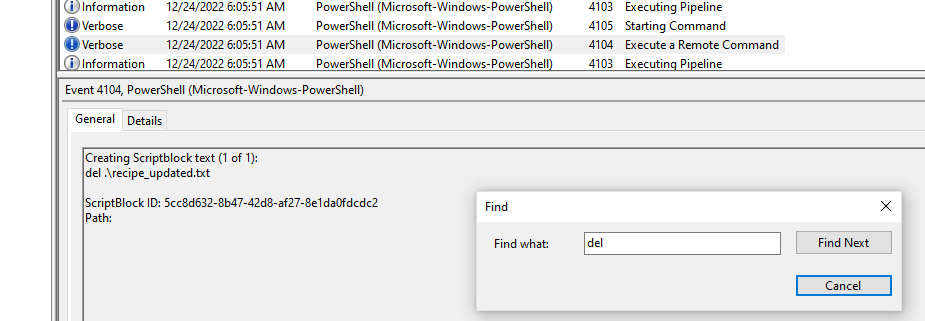 Information 12/24/2022 6:05:51 AM PowerShell (Microsoft-Windows-PowerShell) 4103 Executing Pipeline
Verbose 12/24/2022 6:05:51 AM PowerShell (Microsoft-Windows-PowerShell) 4105 Starting Command
Verbose 12/24/2022 6:05:51 AM PowerShell (Microsoft-Windows-PowerShell) 4104 Execute a Remote Command
Information 12/24/2022 6:05:51 AM PowerShell (Microsoft-Windows-PowerShell) 4103 Executing Pipeline
Event 4104, PowerShell (Microsoft-Windows-PowerShell)
General Details
Creating Scriptblock text (1 of 1):
del .\recipe_updated.txt
ScriptBlock ID: 5cc8d632-8b47-42d8-af27-8e1da0fdcdc2
Path:
Find
Find what: del Find Next
Cancel